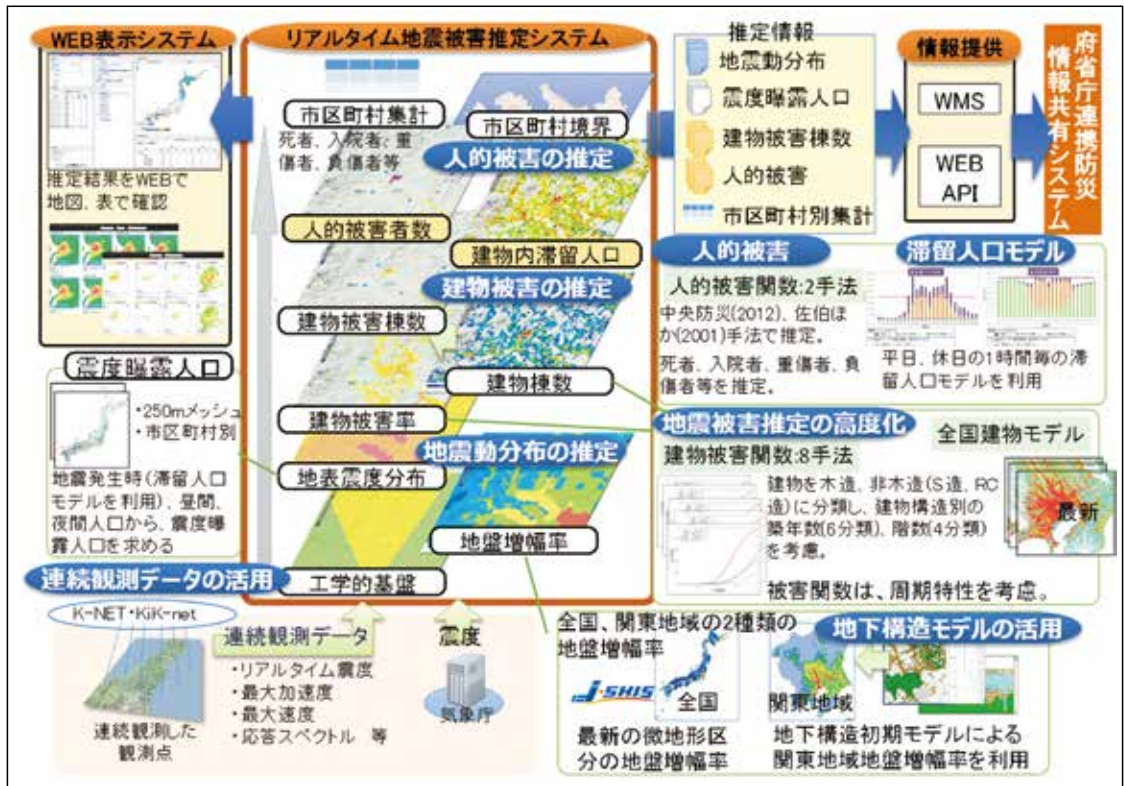 WEB表示システム
推定結果をWEBで
地図、表で確認
リアルタイム地震被害推定システム
市区町村集計
死者、入院者、重
傷者、負傷者等
市区町村境界
人的被害の推定
人的被害者数
建物内滞留人口
建物被害の推定
建物被害棟数
建物棟数
建物被害率
地震動分布の推定
地表震度分布
地盤増幅率
工学的基盤
推定情報
地震動分布
震度曝露人口
建物被害棟数
人的被害
市区町村別集計
情報提供
WMS
WEB
API
府省庁連携防災
情報共有システム
震度曝露人口
・250mメッシュ
・市区町村別
地震発生時(滞留人口
モデルを利用)、昼間、
夜間人口から、震度曝
露人口を求める
人的被害
人的被害関数:2手法
中央防災(2012)、佐伯ほ
か(2001)手法で推定。
死者、入院者、重傷者、負
傷者等を推定。
滞留人口モデル
平日、休日の1時間毎の滞
留人口モデルを利用
地震被害推定の高度化
建物被害関数:8手法
全国建物モデル
建物を木造、非木造(S造、RC
造)に分類し、建物構造別の
築年数(6分類)、階数(4分類)
を考慮。
最新
被害関数は、周期特性を考慮。
連続観測データの活用
K-NET・KiK-net
連続観測した
観測点
連続観測データ
・リアルタイム震度
・最大加速度
・最大速度
・応答スペクトル 等
震度
気象庁
全国、関東地域の2種類の
地盤増幅率
地下構造モデルの活用
J-SHIS
全国
関東地域
最新の微地形区
分の地盤増幅率
地下構造初期モデルによる
関東地域地盤増幅率を利用